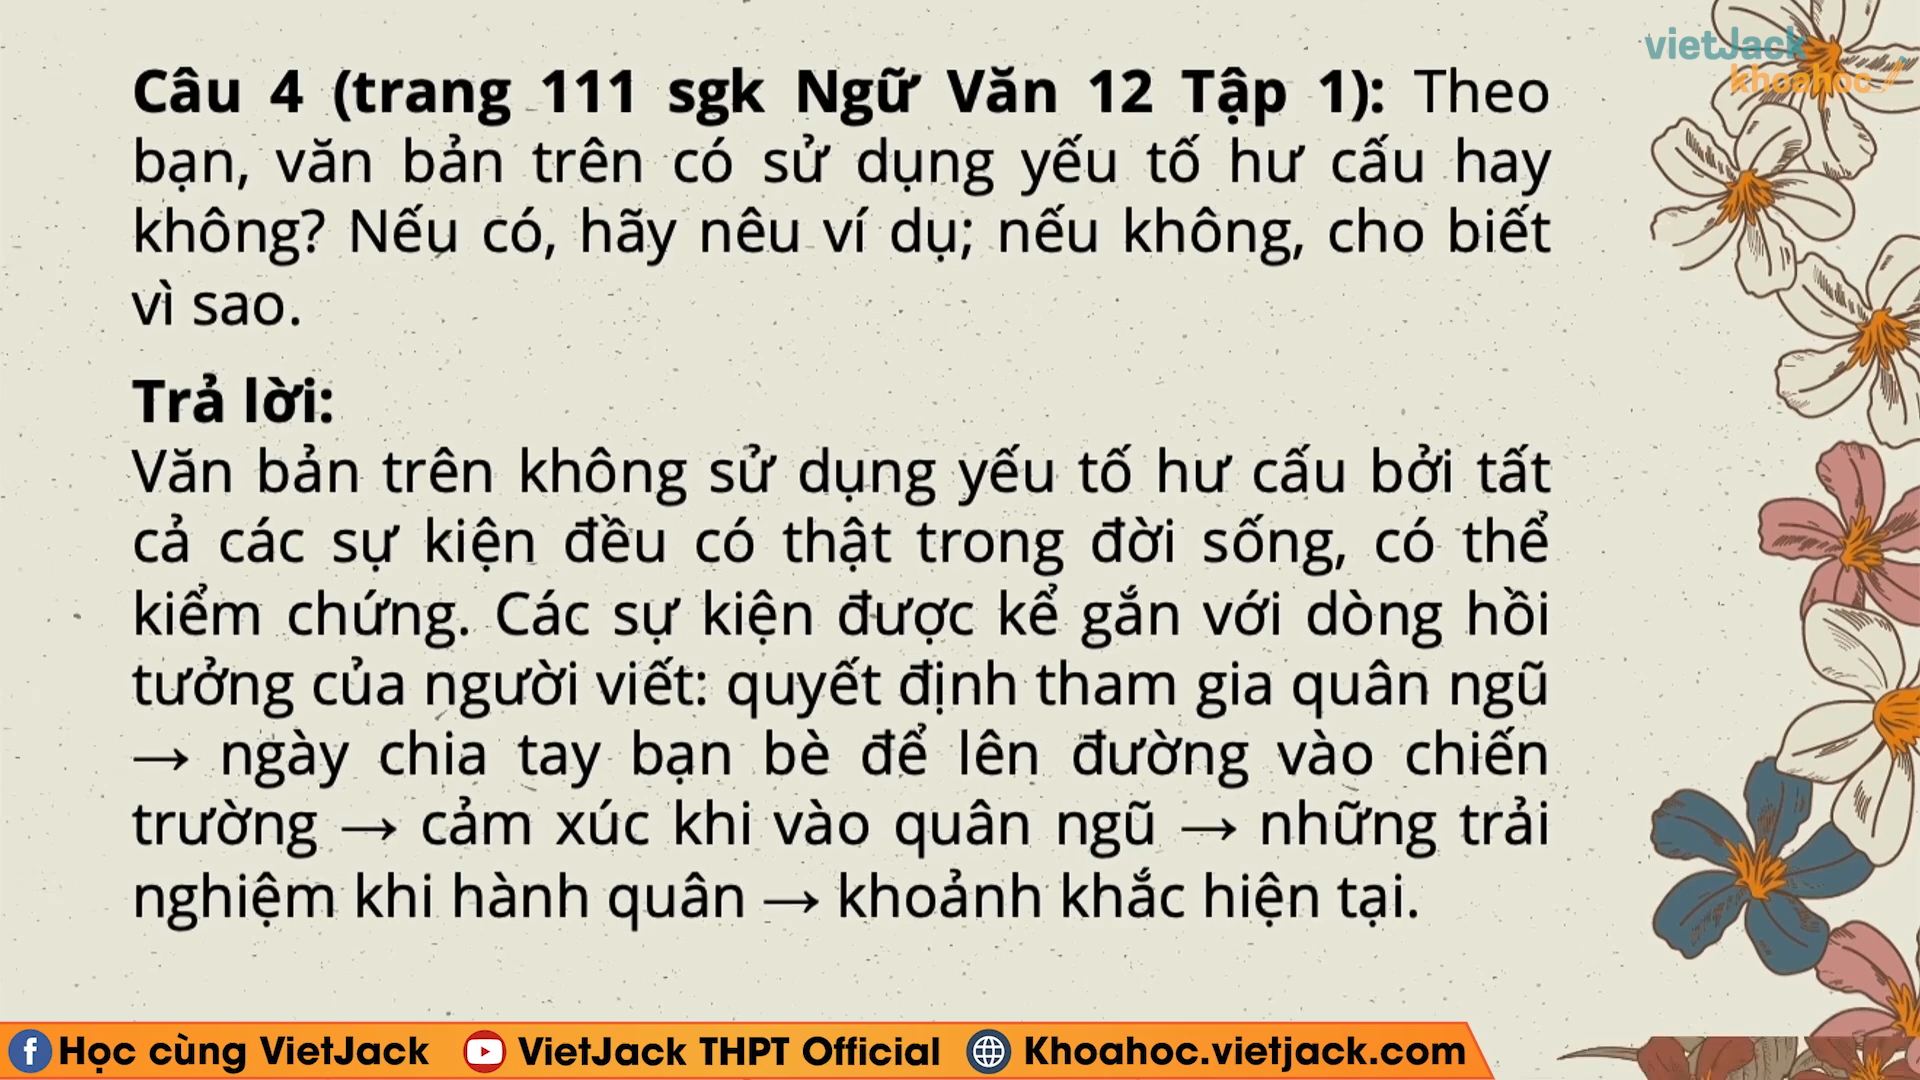 vietJack
khoahoc
Câu 4 (trang 111 sgk Ngữ Văn 12 Tập 1): Theo
bạn, văn bản trên có sử dụng yếu tố hư cấu hay
không? Nếu có, hãy nêu ví dụ; nếu không, cho biết
vì sao.
Trả lời:
Văn bản trên không sử dụng yếu tố hư cấu bởi tất
cả các sự kiện đều có thật trong đời sống, có thể
kiểm chứng. Các sự kiện được kể gắn với dòng hồi
tưởng của người viết: quyết định tham gia quân ngũ
→ ngày chia tay bạn bè để lên đường vào chiến
trường → cảm xúc khi vào quân ngũ → những trải
nghiệm khi hành quân → khoảnh khắc hiện tại.
Học cùng VietJack VietJack THPT Official Khoahoc.vietjack.com